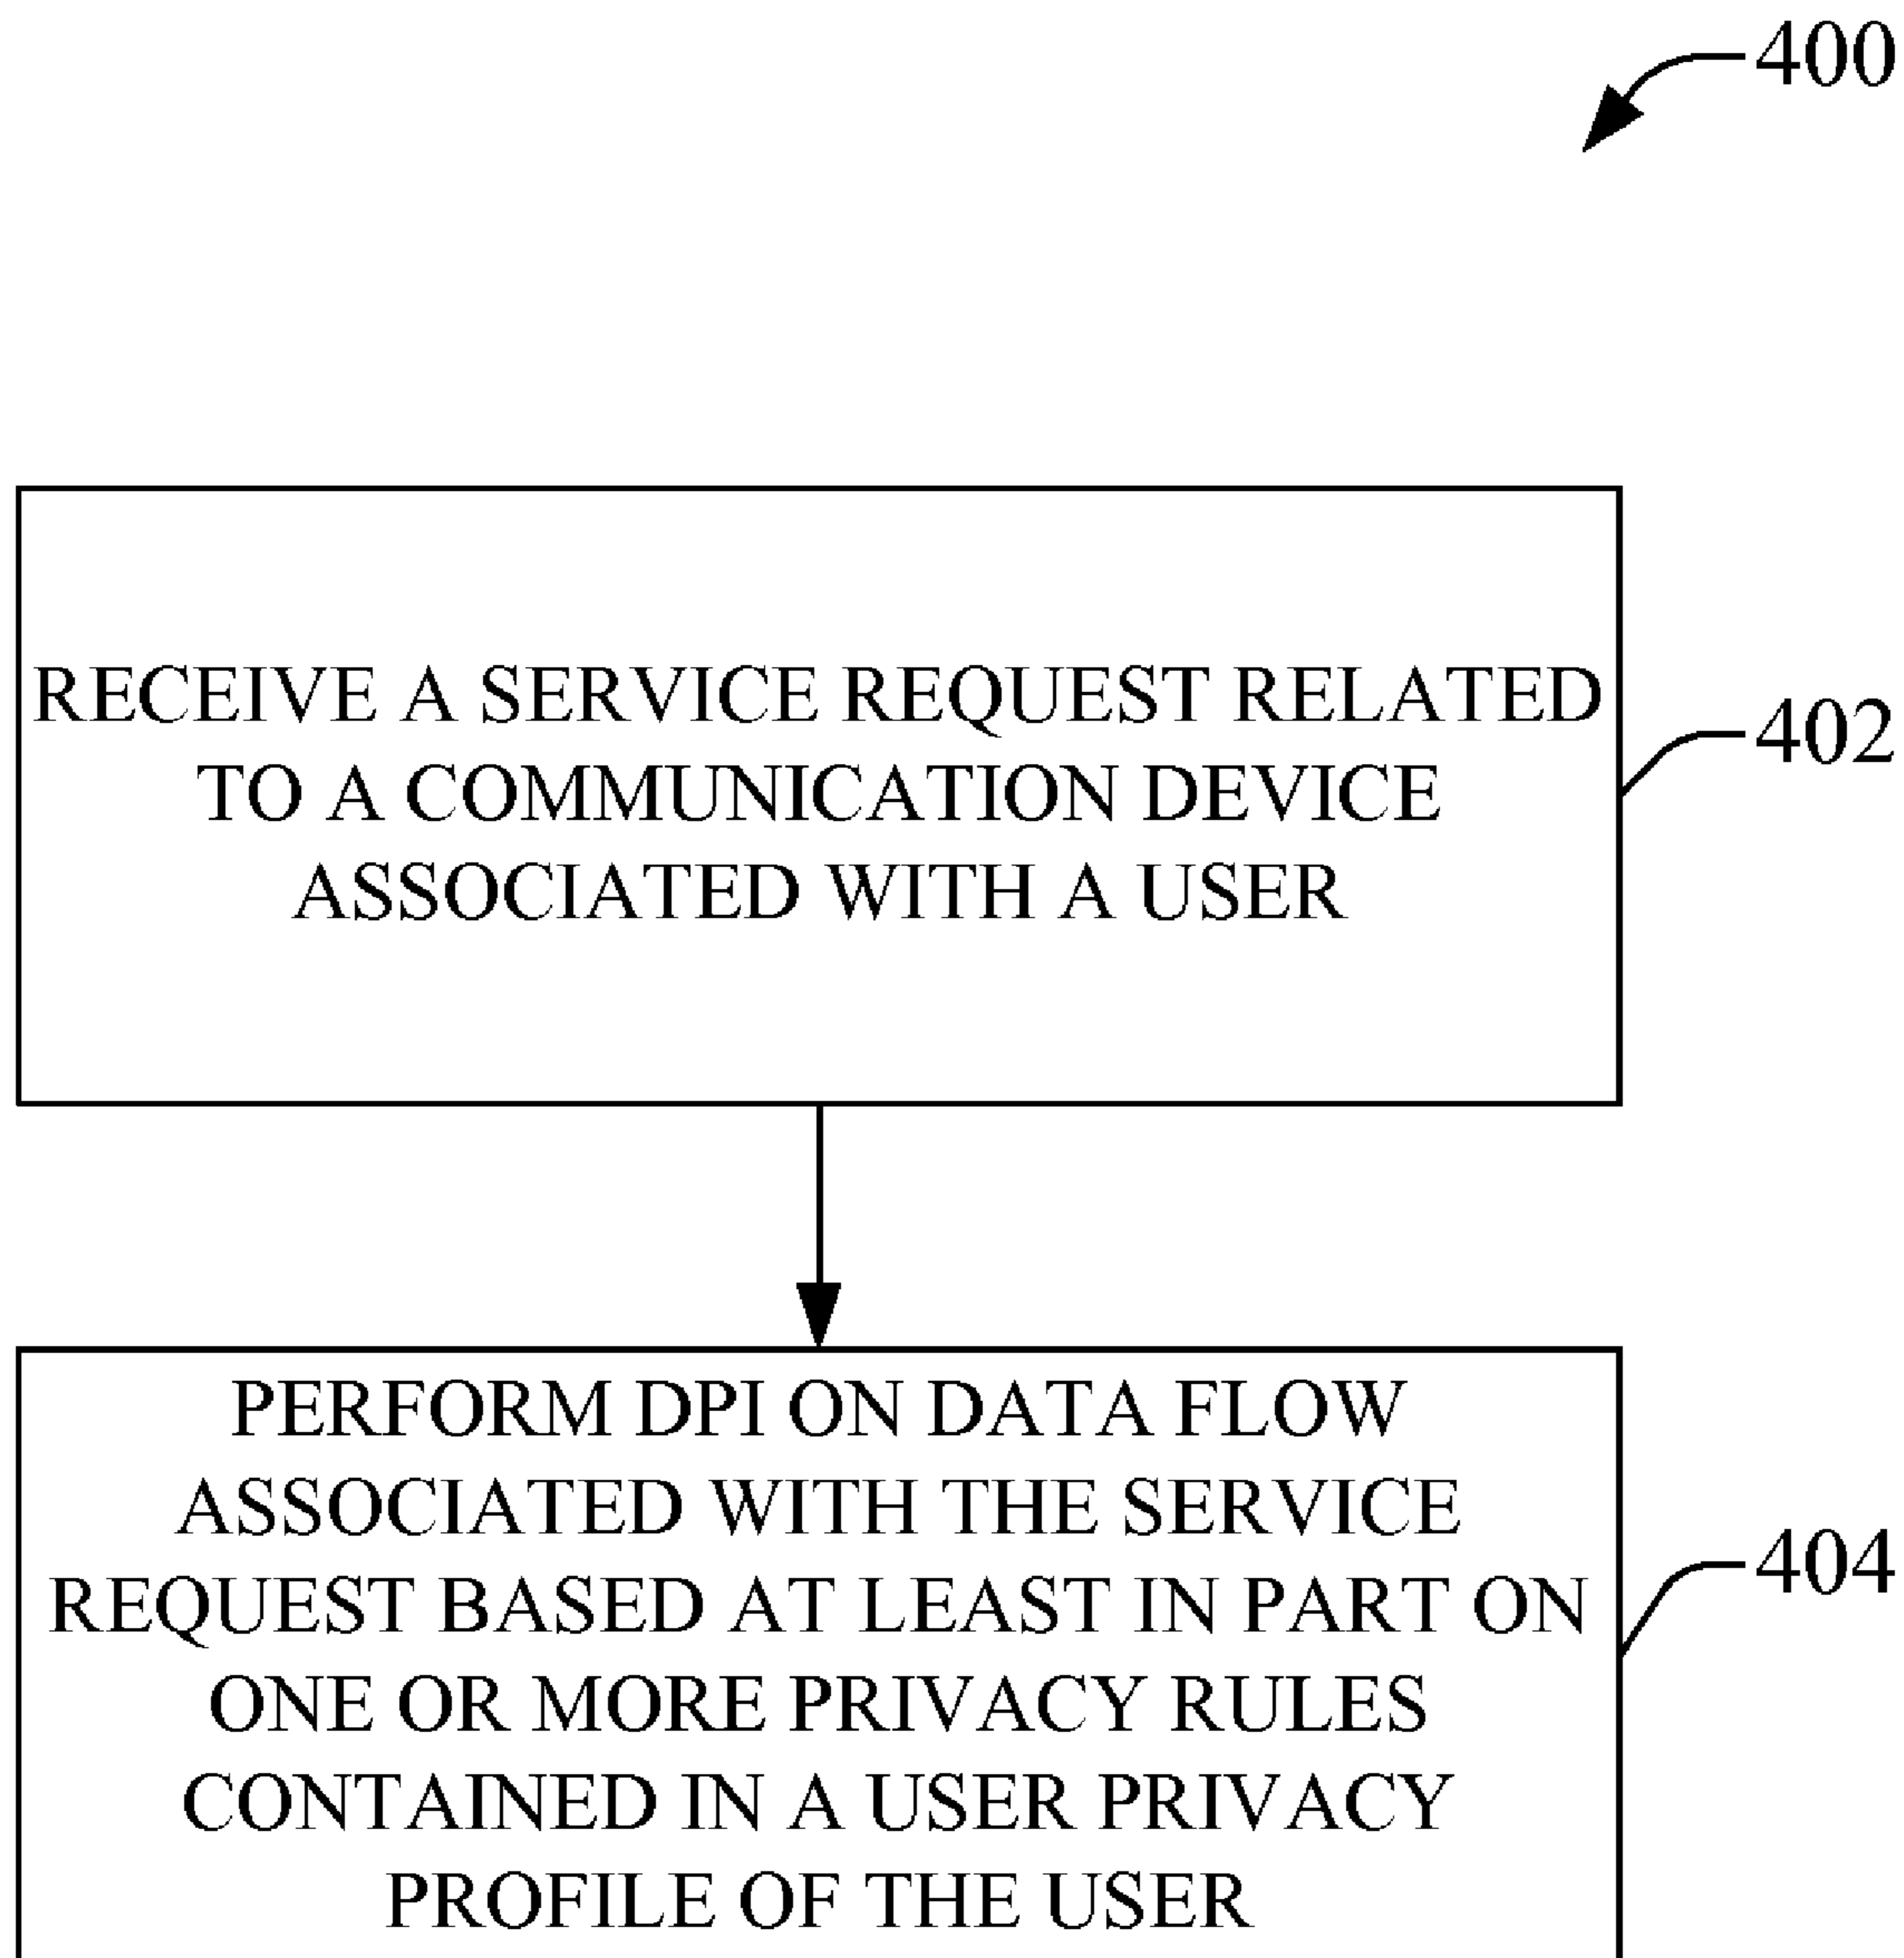 400
RECEIVE A SERVICE REQUEST RELATED
TO A COMMUNICATION DEVICE
ASSOCIATED WITH A USER
402
PERFORM DPI ON DATA FLOW
ASSOCIATED WITH THE SERVICE
REQUEST BASED AT LEAST IN PART ON
ONE OR MORE PRIVACY RULES
CONTAINED IN A USER PRIVACY
PROFILE OF THE USER
404